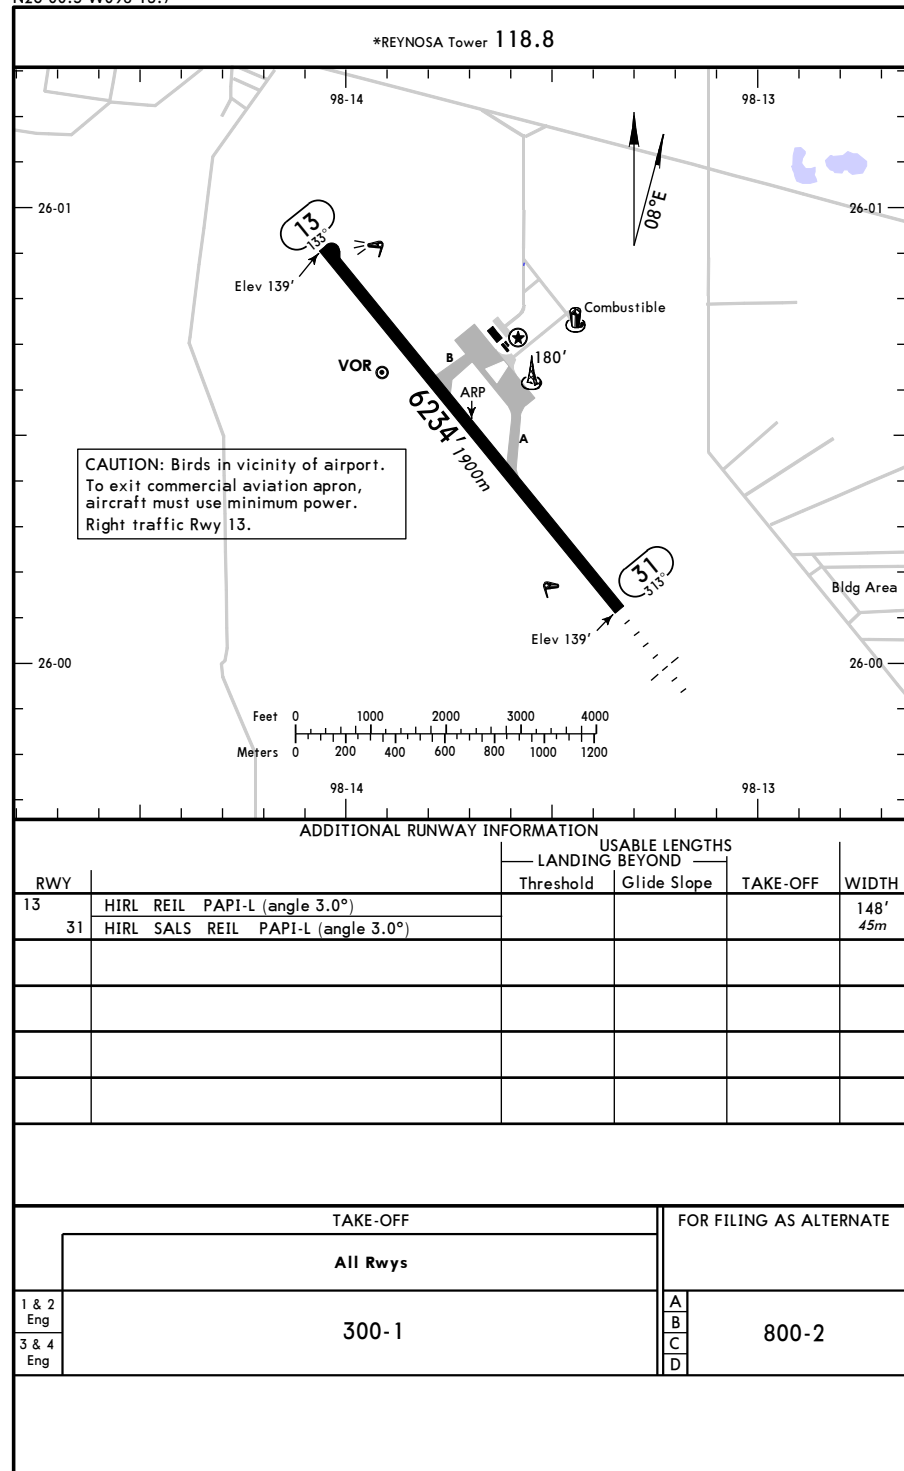 *REYNOSA Tower 118.8
98-14 98-13
08°E
26-01 26-01
13
133°
Elev 139'
Combustible
VOR
B
180'
ARP
A
6234' 1900m
CAUTION: Birds in vicinity of airport.
To exit commercial aviation apron,
aircraft must use minimum power.
Right traffic Rwy 13.
31
313°
Bldg Area
Elev 139'
26-00 26-00
Feet 0 1000 2000 3000 4000
Meters 0 200 400 600 800 1000 1200
98-14 98-13
ADDITIONAL RUNWAY INFORMATION
USABLE LENGTHS
LANDING BEYOND
RWY Threshold Glide Slope TAKE-OFF WIDTH
13 HIRL REIL PAPI-L (angle 3.0°) 148'
31 HIRL SALS REIL PAPI-L (angle 3.0°) 45m
TAKE-OFF FOR FILING AS ALTERNATE
All Rwys
1 & 2
Eng
3 & 4
Eng
300-1
A
B
C
D
800-2